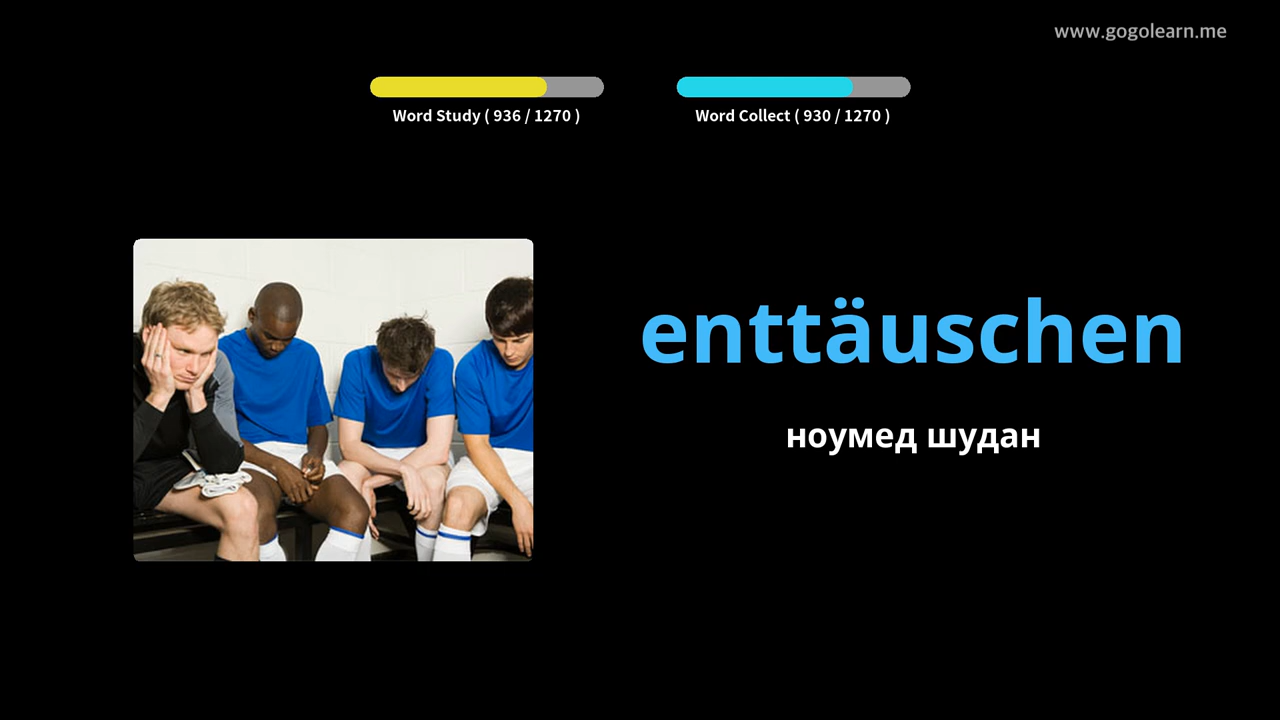 www.gogolearn.me
Word Study ( 936 / 1270 )
Word Collect ( 930 / 1270 )
enttäuschen
ноумед шудан